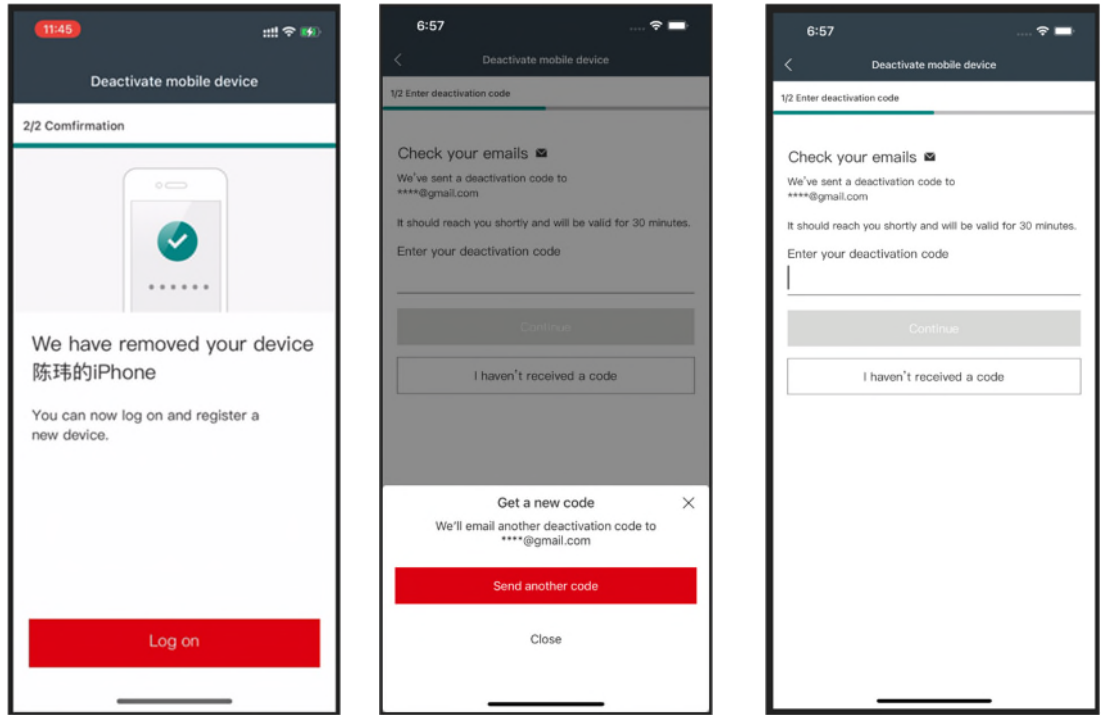 11:45
Deactivate mobile device
2/2 Comfirmation
We have removed your device
陈玮的iPhone
You can now log on and register a
new device.
Log on
6:57
Deactivate mobile device
1/2 Enter deactivation code
Check your emails
We've sent a deactivation code to
****@gmail.com
It should reach you shortly and will be valid for 30 minutes.
Enter your deactivation code
Continue
I haven't received a code
Get a new code
We'll email another deactivation code to
****@gmail.com
Send another code
Close
6:57
Deactivate mobile device
1/2 Enter deactivation code
Check your emails
We've sent a deactivation code to
****@gmail.com
It should reach you shortly and will be valid for 30 minutes.
Enter your deactivation code
Continue
I haven't received a code